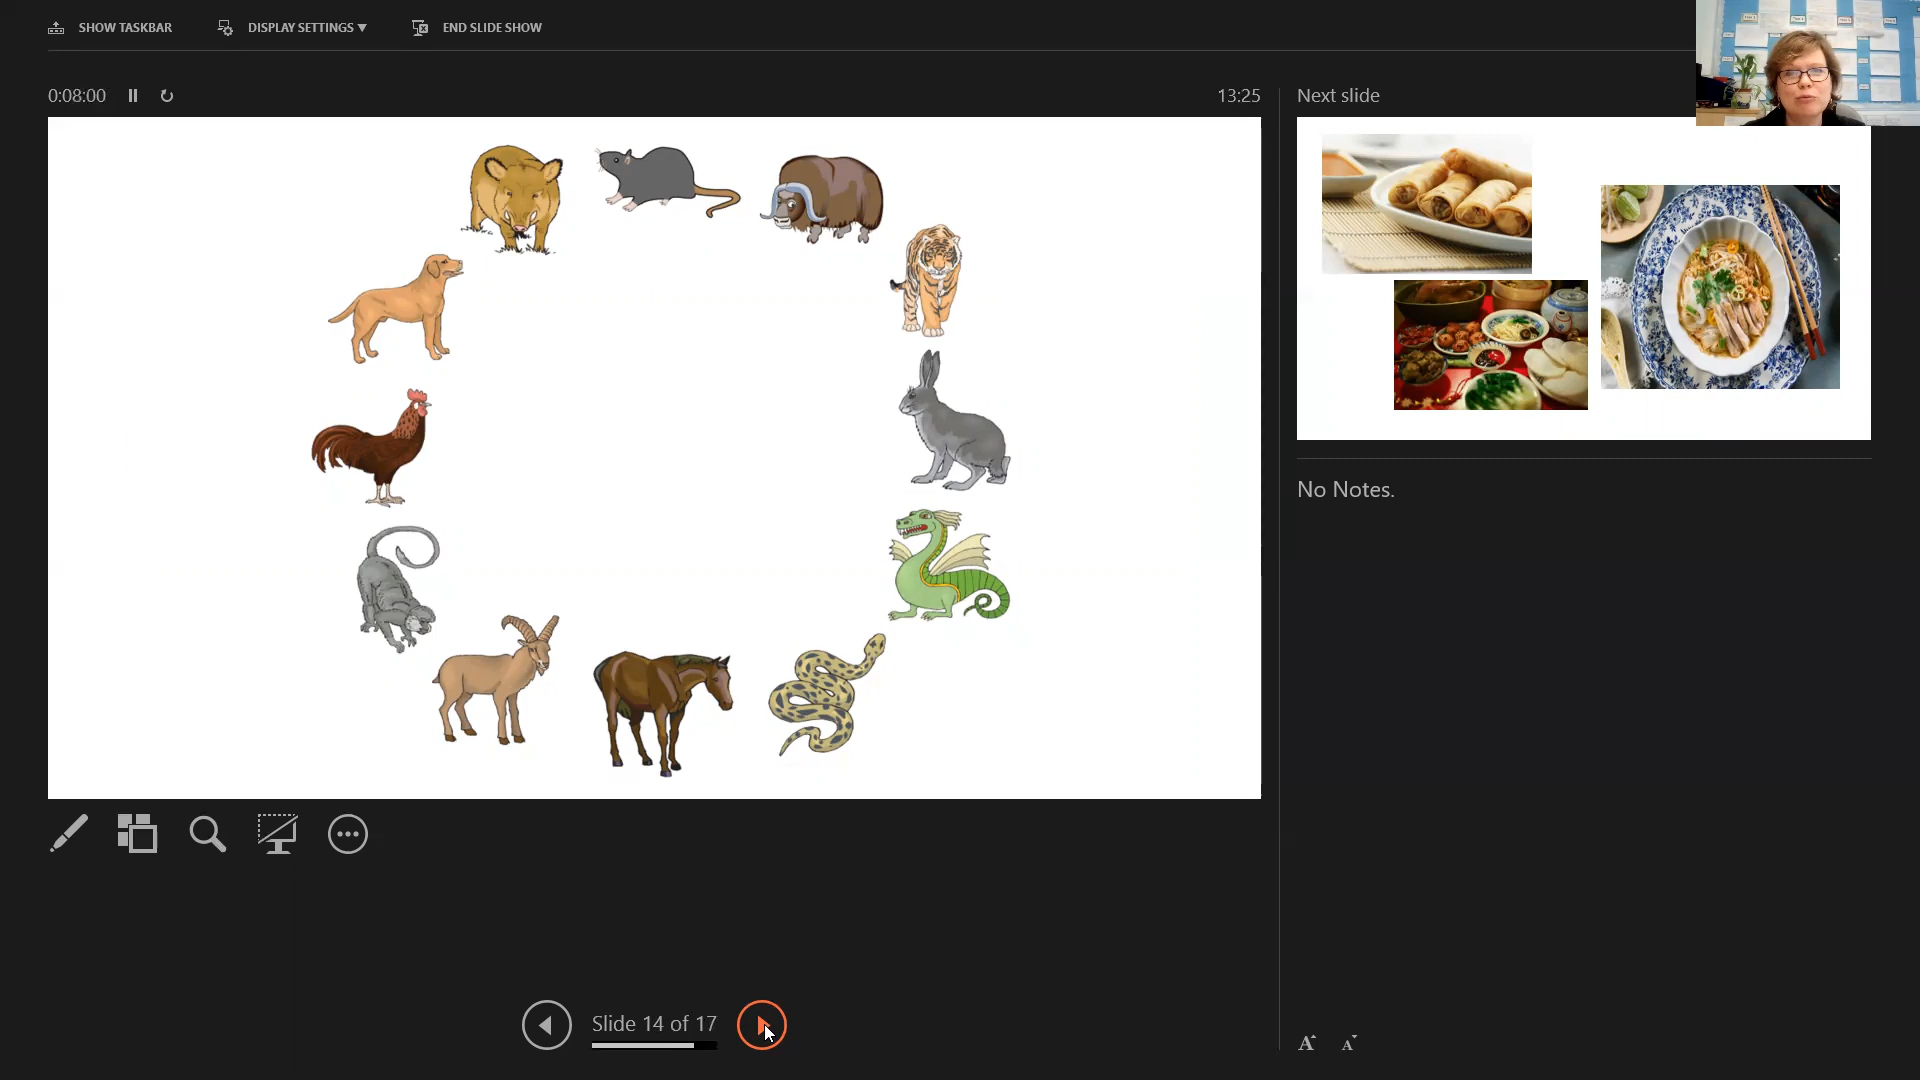 SHOW TASKBAR
DISPLAY SETTINGS ▼
END SLIDE SHOW
0:08:00
13:25
Next slide
No Notes.
Slide 14 of 17
A
A